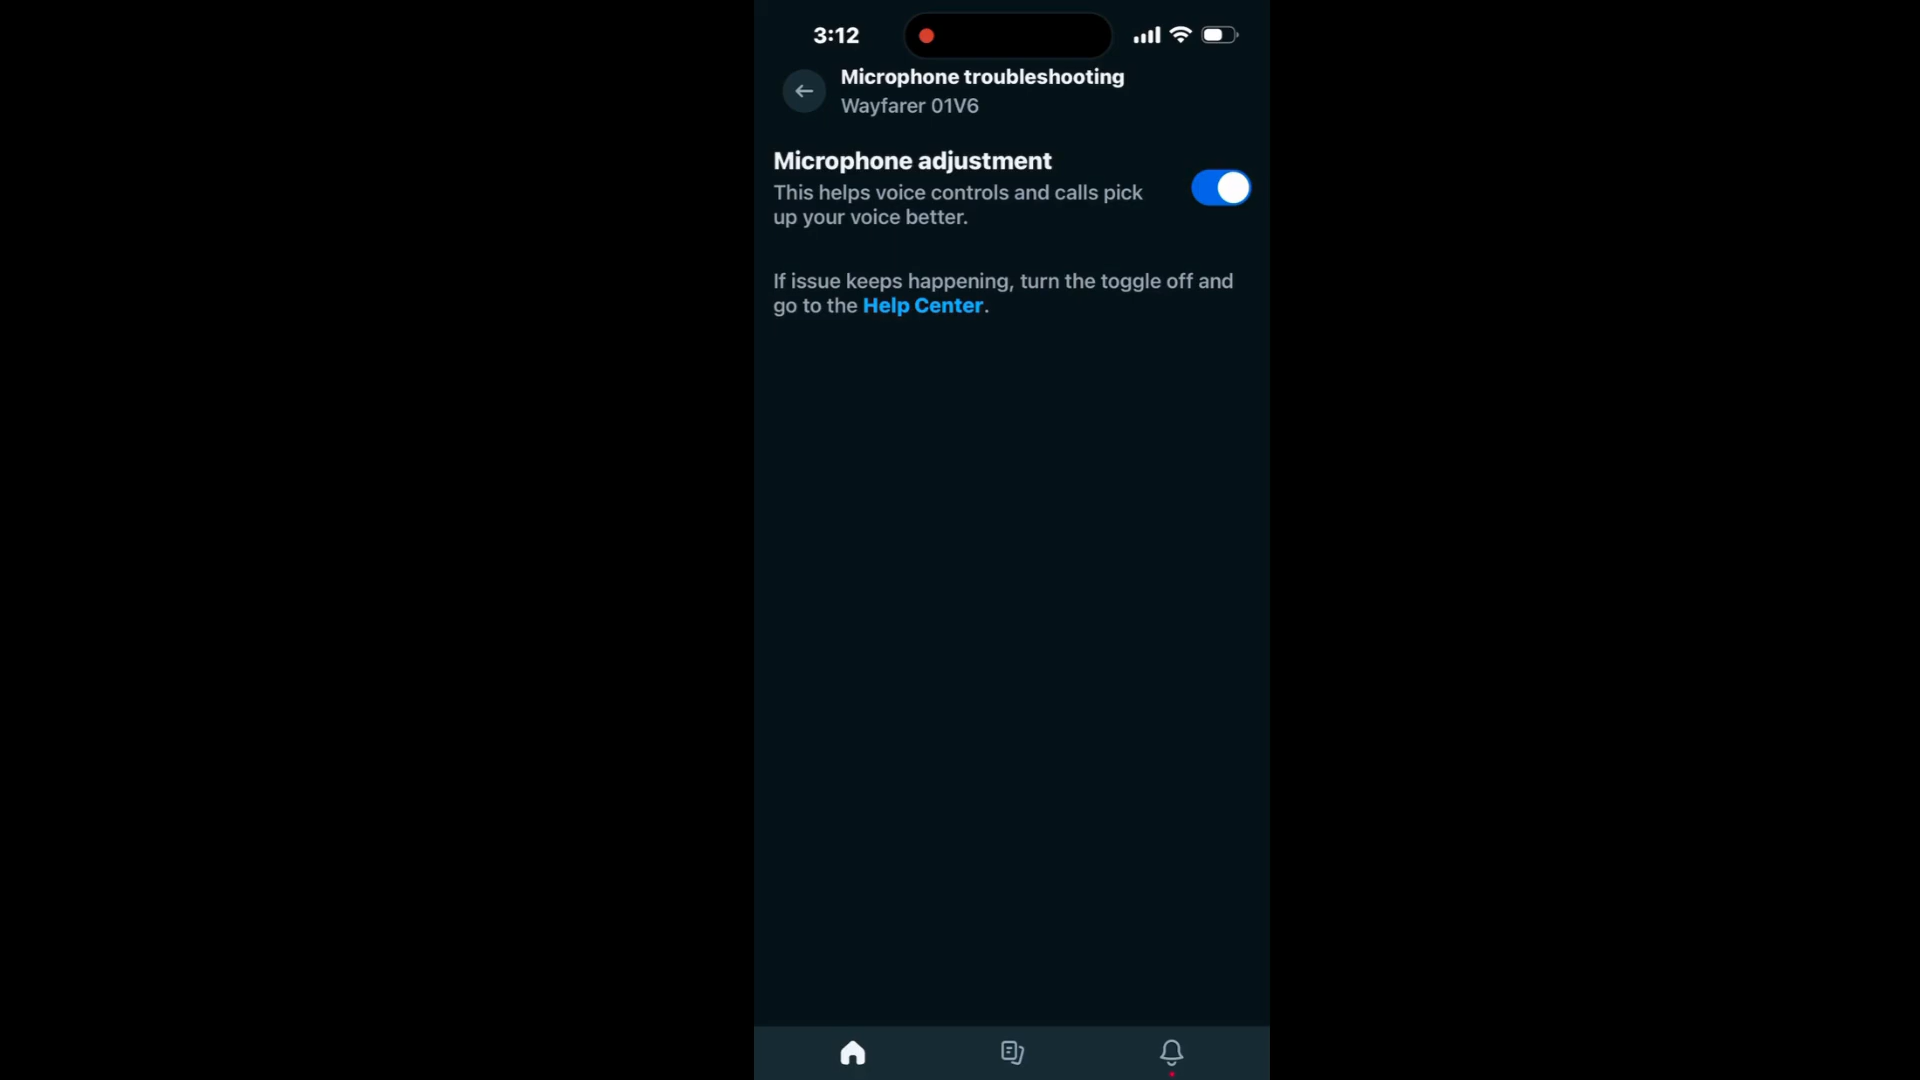 3:12
Microphone troubleshooting
Wayfarer 01V6
Microphone adjustment
This helps voice controls and calls pick
up your voice better.
If issue keeps happening, turn the toggle off and
go to the Help Center.